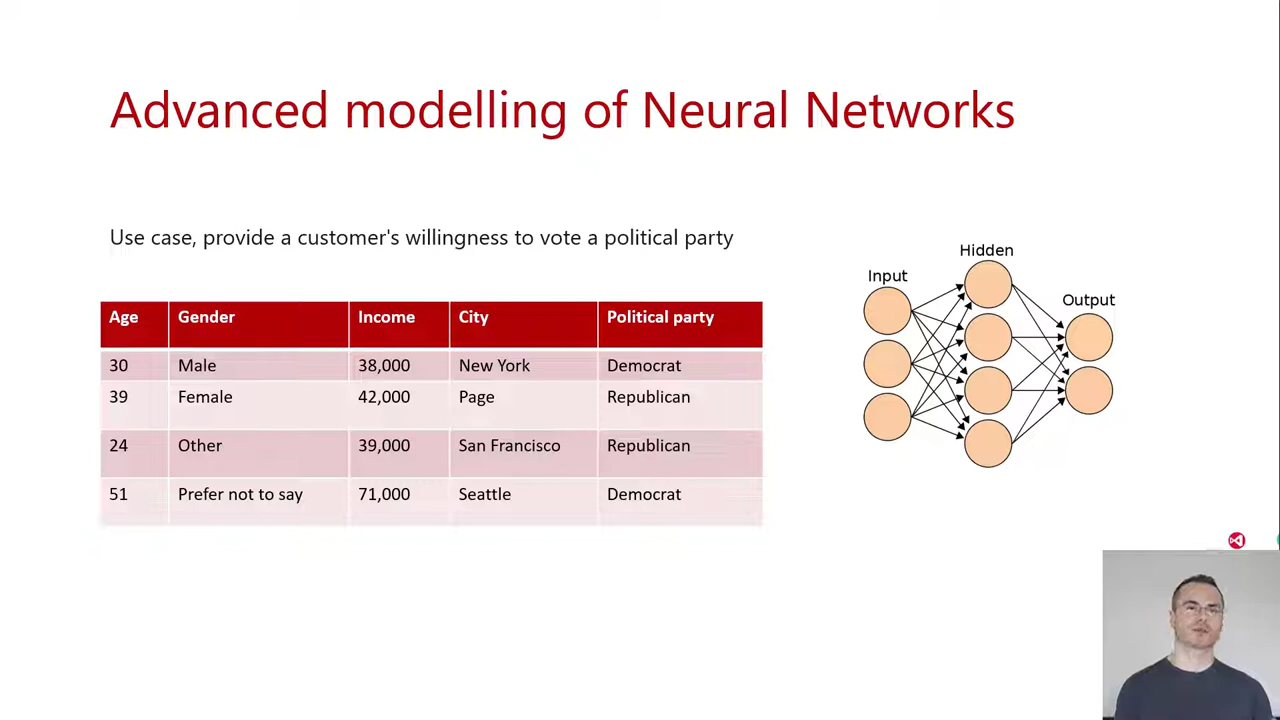 Advanced modelling of Neural Networks
Use case, provide a customer's willingness to vote a political party
Age Gender Income City Political party
30 Male 38,000 New York Democrat
39 Female 42,000 Page Republican
24 Other 39,000 San Francisco Republican
51 Prefer not to say 71,000 Seattle Democrat
Hidden
Input
Output